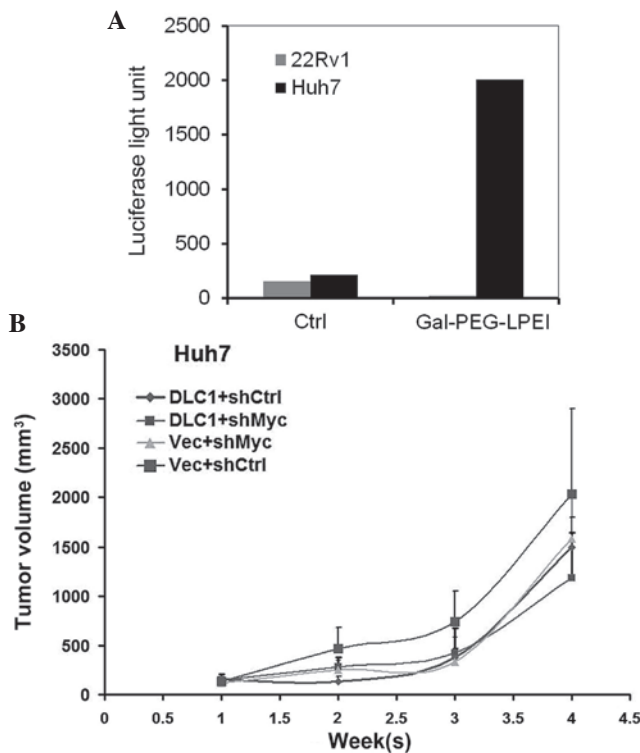 A
2500
2000
1500
1000
500
0
Luciferase light unit
22Rv1
Huh7
Ctrl
Gal-PEG-LPEI
B
Huh7
3500
3000
2500
2000
1500
1000
500
0
Tumor volume (mm³)
DLC1+shCtrl
DLC1+shMyc
Vec+shMyc
Vec+shCtrl
0 0.5 1 1.5 2 2.5 3 3.5 4 4.5
Week(s)